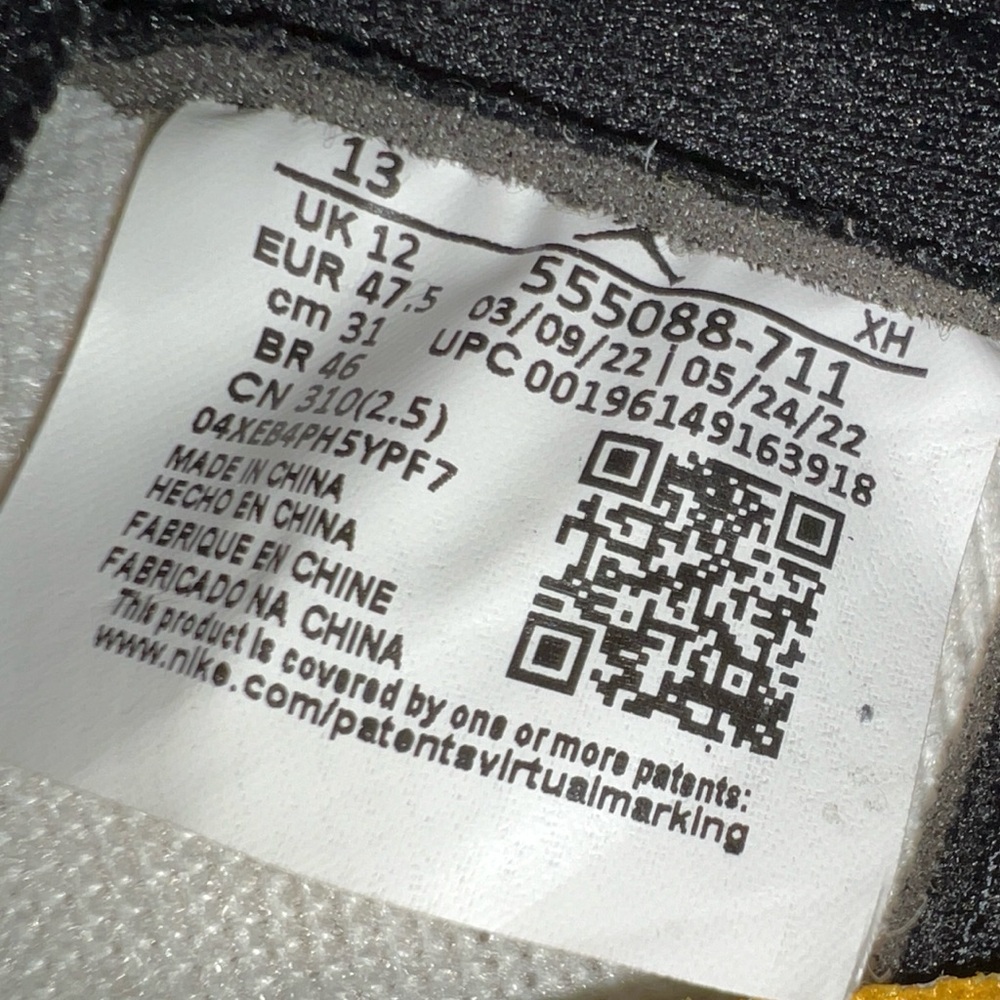 13
XH
UK 12
EUR 47.5
cm 31
BR 46
CN 310(2.5)
04XEB4PH5YPF7
555088-711
03/09/22 | 05/24/22
UPC 00196149163918
MADE IN CHINA
HECHO EN CHINA
FABRIQUE EN CHINE
FABRICADO NA CHINA
This product is covered by one or more patents:
www.nike.com/patentsvirtualmarking